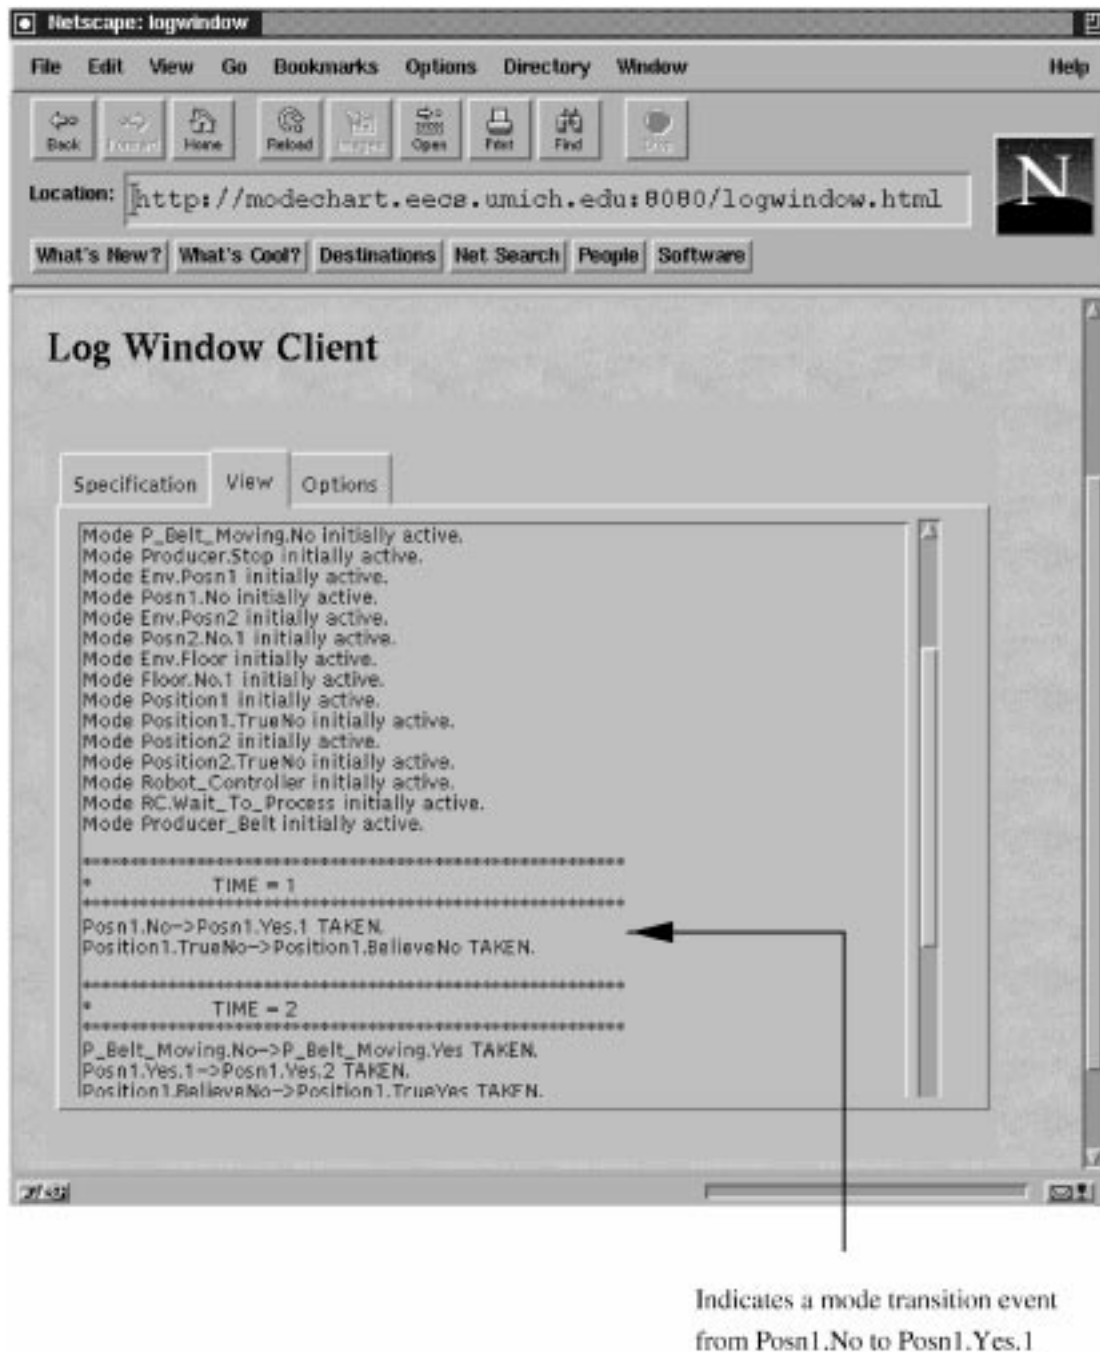 Netscape: logwindow
File Edit View Go Bookmarks Options Directory Window Help
Back Forward Home Reload Images Open Print Find Stop
N
Location: http://modechart.eecs.umich.edu:8080/logwindow.html
What's New? What's Cool? Destinations Net Search People Software
Log Window Client
Specification View Options
Mode P_Belt_Moving.No initially active.
Mode Producer.Stop initially active.
Mode Env.Posn1 initially active.
Mode Posn1.No initially active.
Mode Env.Posn2 initially active.
Mode Posn2.No.1 initially active.
Mode Env.Floor initially active.
Mode Floor.No.1 initially active.
Mode Position1 initially active.
Mode Position1.TrueNo initially active.
Mode Position2 initially active.
Mode Position2.TrueNo initially active.
Mode Robot_Controller initially active.
Mode RC.Wait_To_Process initially active.
Mode Producer_Belt initially active.
*******************************************************
* TIME = 1
*******************************************************
Posn1.No->Posn1.Yes.1 TAKEN.
Position1.TrueNo->Position1.BelieveNo TAKEN.
*******************************************************
* TIME = 2
*******************************************************
P_Belt_Moving.No->P_Belt_Moving.Yes TAKEN.
Posn1.Yes.1->Posn1.Yes.2 TAKEN.
Position1.BelieveNo->Position1.TrueYes TAKEN.
Indicates a mode transition event
from Posn1.No to Posn1.Yes.1